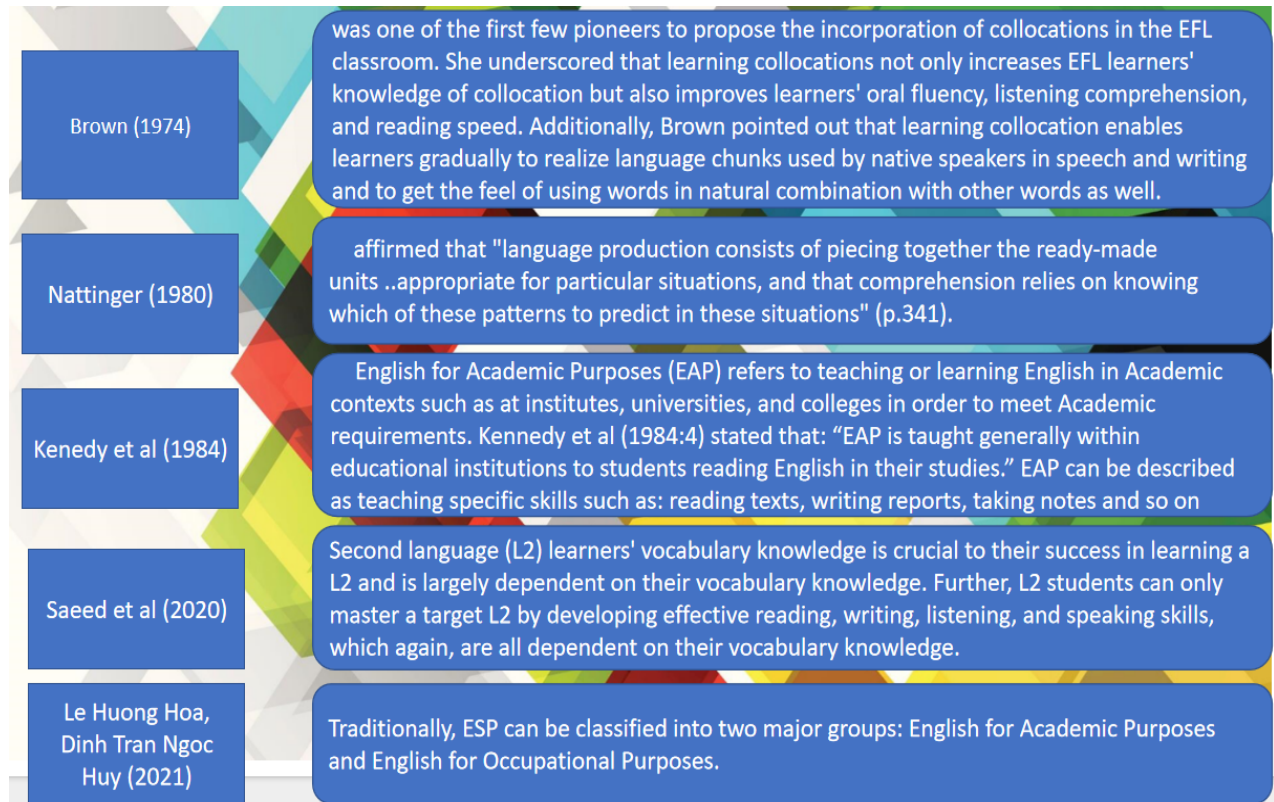 Brown (1974)
was one of the first few pioneers to propose the incorporation of collocations in the EFL
classroom. She underscored that learning collocations not only increases EFL learners'
knowledge of collocation but also improves learners' oral fluency, listening comprehension,
and reading speed. Additionally, Brown pointed out that learning collocation enables
learners gradually to realize language chunks used by native speakers in speech and writing
and to get the feel of using words in natural combination with other words as well.
Nattinger (1980)
affirmed that "language production consists of piecing together the ready-made
units ..appropriate for particular situations, and that comprehension relies on knowing
which of these patterns to predict in these situations" (p.341).
Kenedy et al (1984)
English for Academic Purposes (EAP) refers to teaching or learning English in Academic
contexts such as at institutes, universities, and colleges in order to meet Academic
requirements. Kennedy et al (1984:4) stated that: “EAP is taught generally within
educational institutions to students reading English in their studies.” EAP can be described
as teaching specific skills such as: reading texts, writing reports, taking notes and so on
Saeed et al (2020)
Second language (L2) learners' vocabulary knowledge is crucial to their success in learning a
L2 and is largely dependent on their vocabulary knowledge. Further, L2 students can only
master a target L2 by developing effective reading, writing, listening, and speaking skills,
which again, are all dependent on their vocabulary knowledge.
Le Huong Hoa,
Dinh Tran Ngoc
Huy (2021)
Traditionally, ESP can be classified into two major groups: English for Academic Purposes
and English for Occupational Purposes.